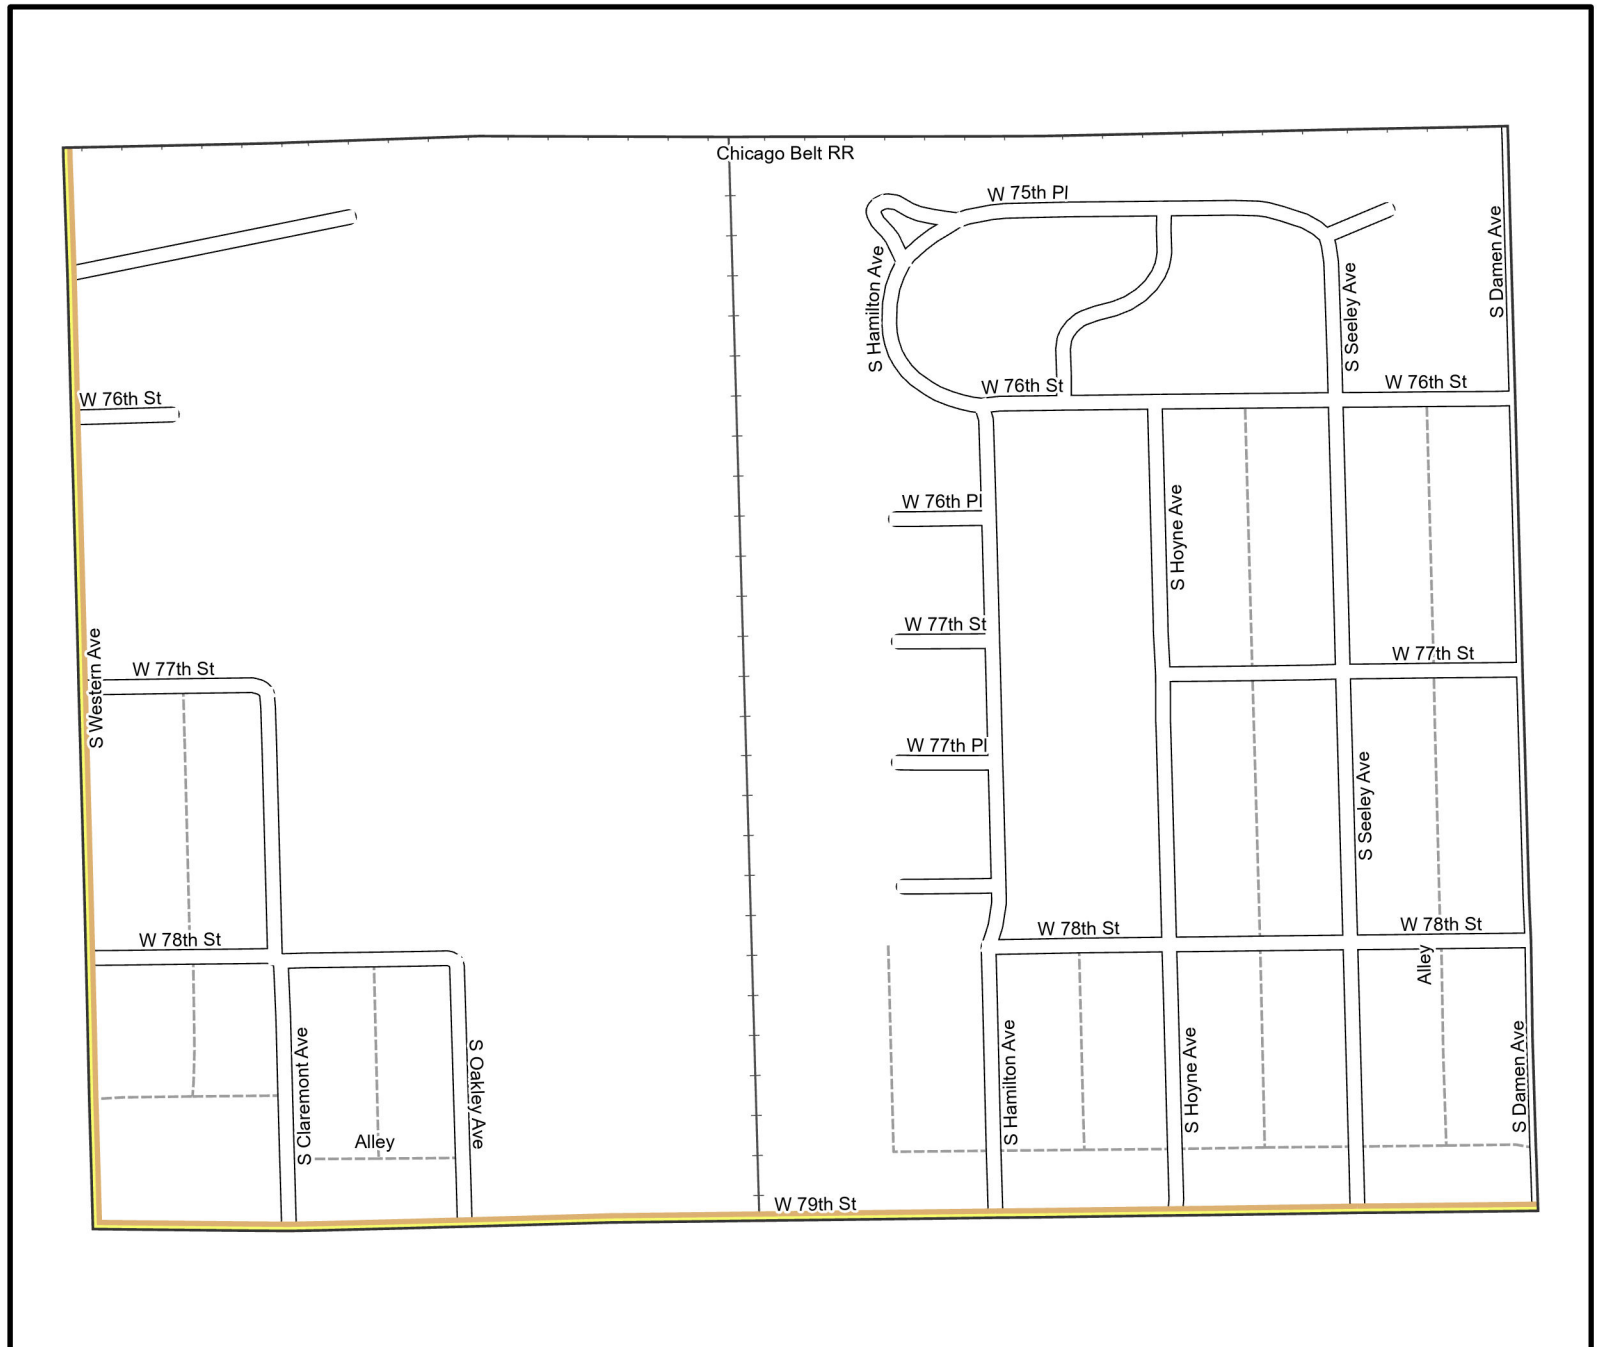 Chicago Belt RR
W 75th Pl
S Hamilton Ave
S Seeley Ave
S Damen Ave
W 76th St
W 76th St
W 76th St
W 76th Pl
S Hoyne Ave
W 77th St
W 77th St
W 77th St
S Western Ave
W 77th Pl
S Seeley Ave
W 78th St
W 78th St
W 78th St
Alley
S Claremont Ave
S Oakley Ave
S Hamilton Ave
S Hoyne Ave
S Damen Ave
Alley
W 79th St